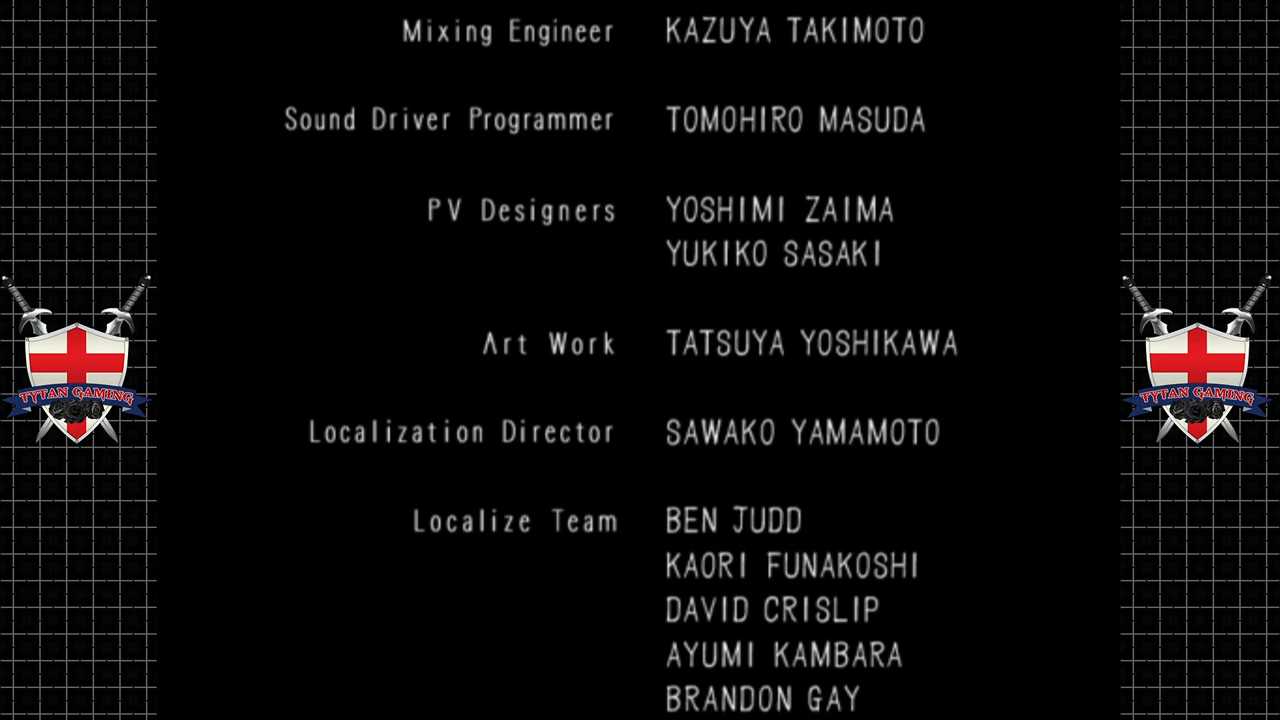 Mixing Engineer KAZUYA TAKIMOTO
Sound Driver Programmer TOMOHIRO MASUDA
PV Designers YOSHIMI ZAIMA
YUKIKO SASAKI
Art Work TATSUYA YOSHIKAWA
TYTAN GAMING
TYTAN GAMING
Localization Director SAWAKO YAMAMOTO
Localize Team BEN JUDD
KAORI FUNAKOSHI
DAVID CRISLIP
AYUMI KAMBARA
BRANDON GAY